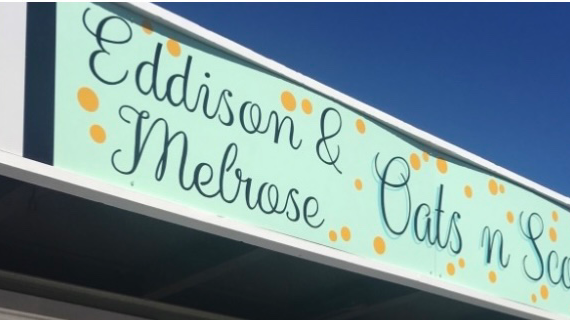 Eddison &
Melrose
Oats n